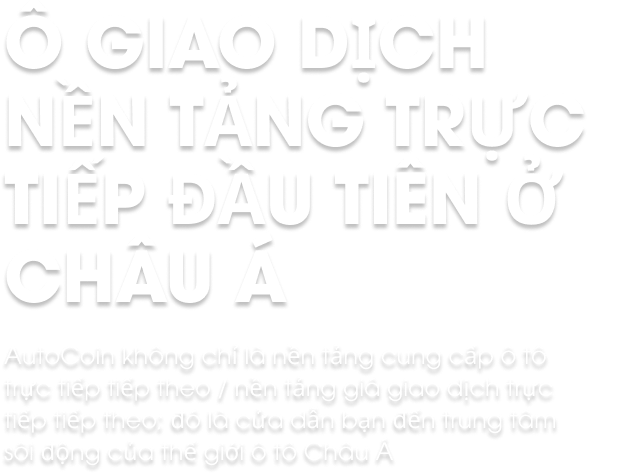 Ô GIAO DỊCH
NỀN TẢNG TRỰC
TIẾP ĐẦU TIÊN Ở
CHÂU Á
AutoCoin không chỉ là nền tảng cung cấp ô tô
trực tiếp tiếp theo / nền tảng giá giao dịch trực
tiếp tiếp theo; đó là cửa dẫn bạn đến trung tâm
sôi động của thế giới ô tô Châu Á